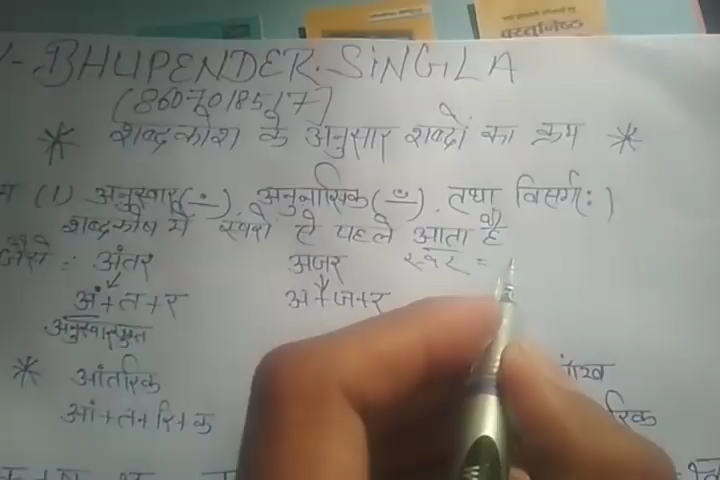 वस्तुनिष्ठ
BHUPENDER. SINGLA
(8607018517)
* शब्दकोश के अनुसार शब्दों का क्रम *
(1) अनुस्वार(ं), अनुनासिक(ँ), तथा विसर्ग(:)
शब्दकोष में स्वरों से पहले आता है
जैसे : अंतर अजर स्वर =
अं+त+र अ+ज+र
अनुस्वारयुक्त
* आंतरिक
आं+त+रि+क रिक